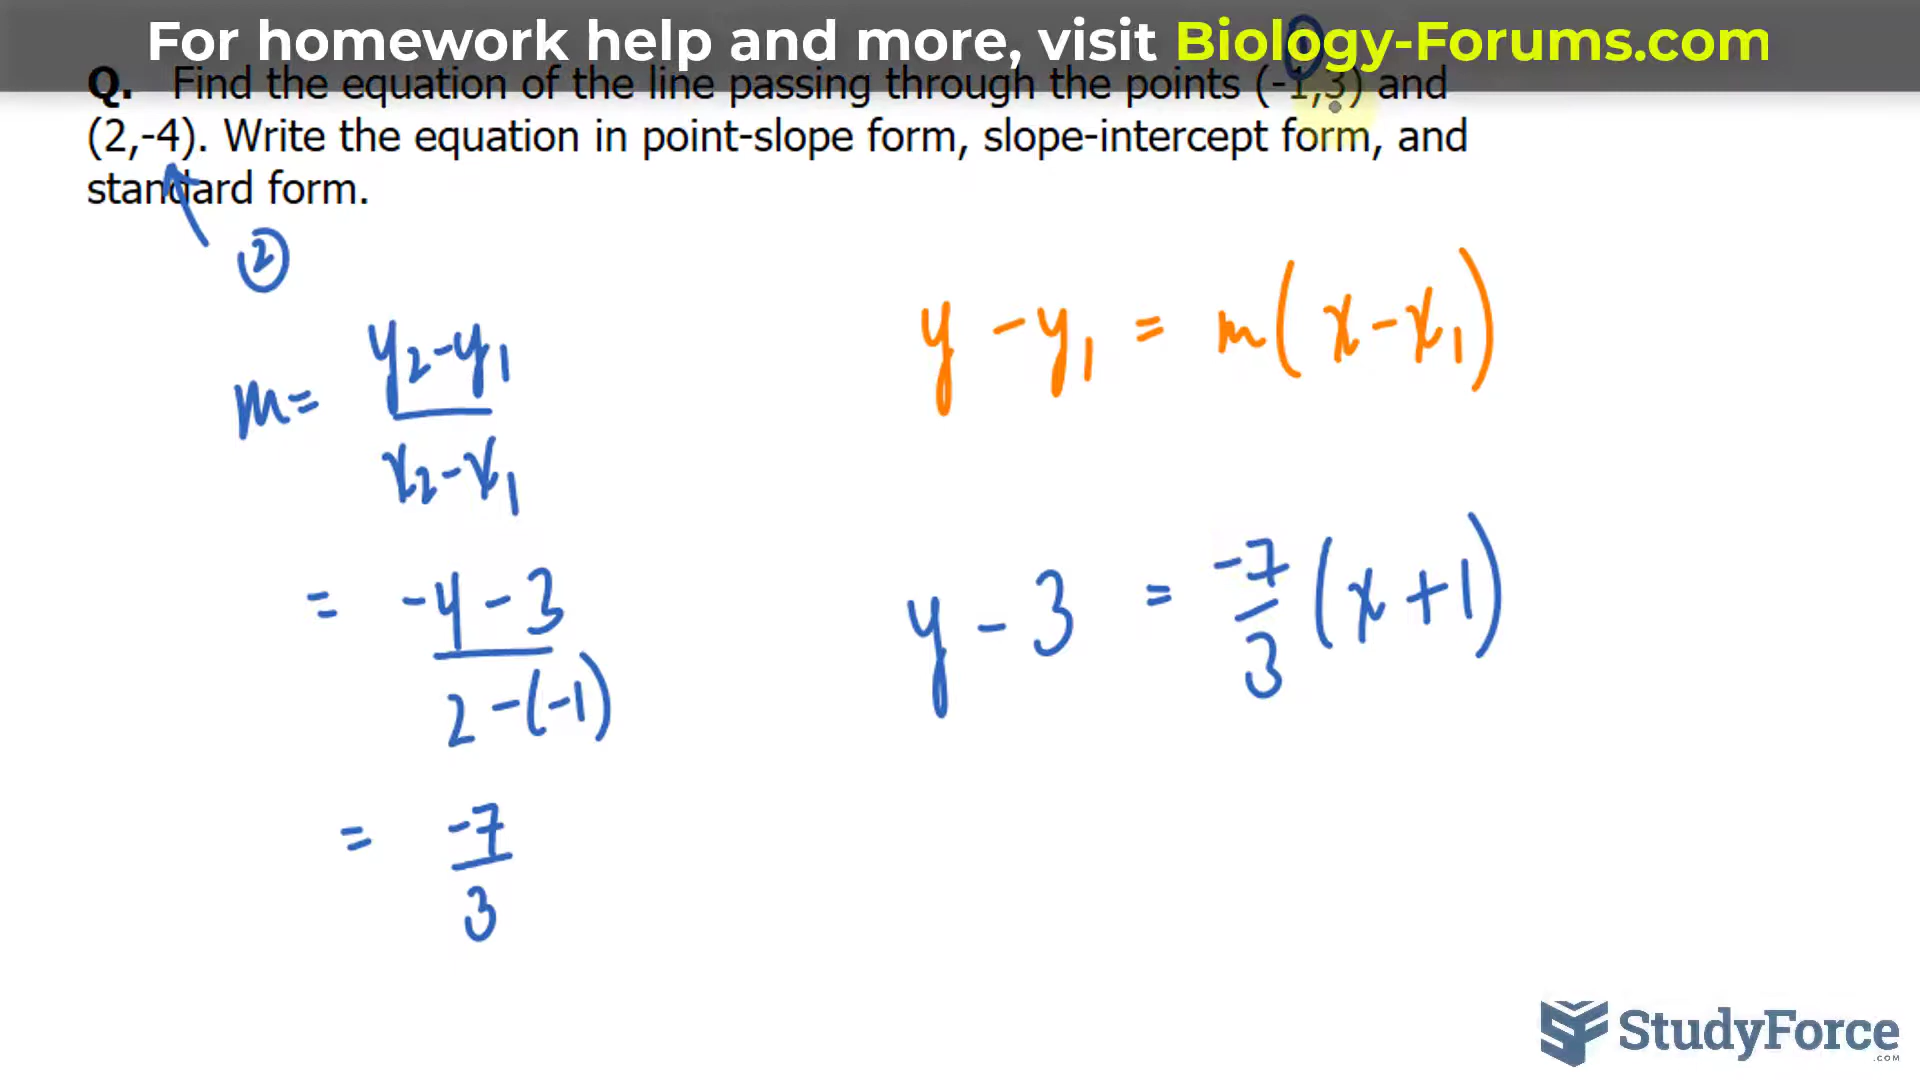 For homework help and more, visit Biology-Forums.com
Q. Find the equation of the line passing through the points (-1,3) and
(2,-4). Write the equation in point-slope form, slope-intercept form, and
standard form.
①
②
m = (y₂-y₁)/(x₂-x₁)
= (-4-3)/(2-(-1))
= -7/3
y - y₁ = m(x - x₁)
y - 3 = -7/3 (x+1)
StudyForce
.COM